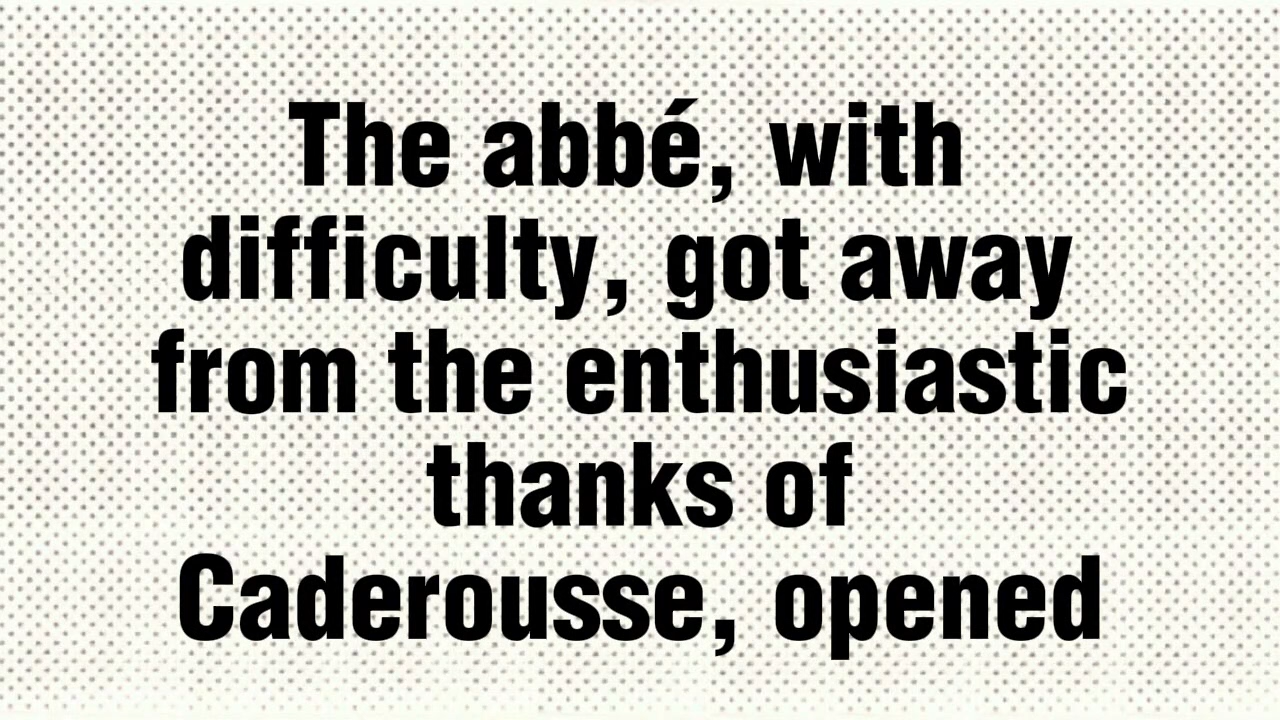 The abbé, with
difficulty, got away
from the enthusiastic
thanks of
Caderousse, opened